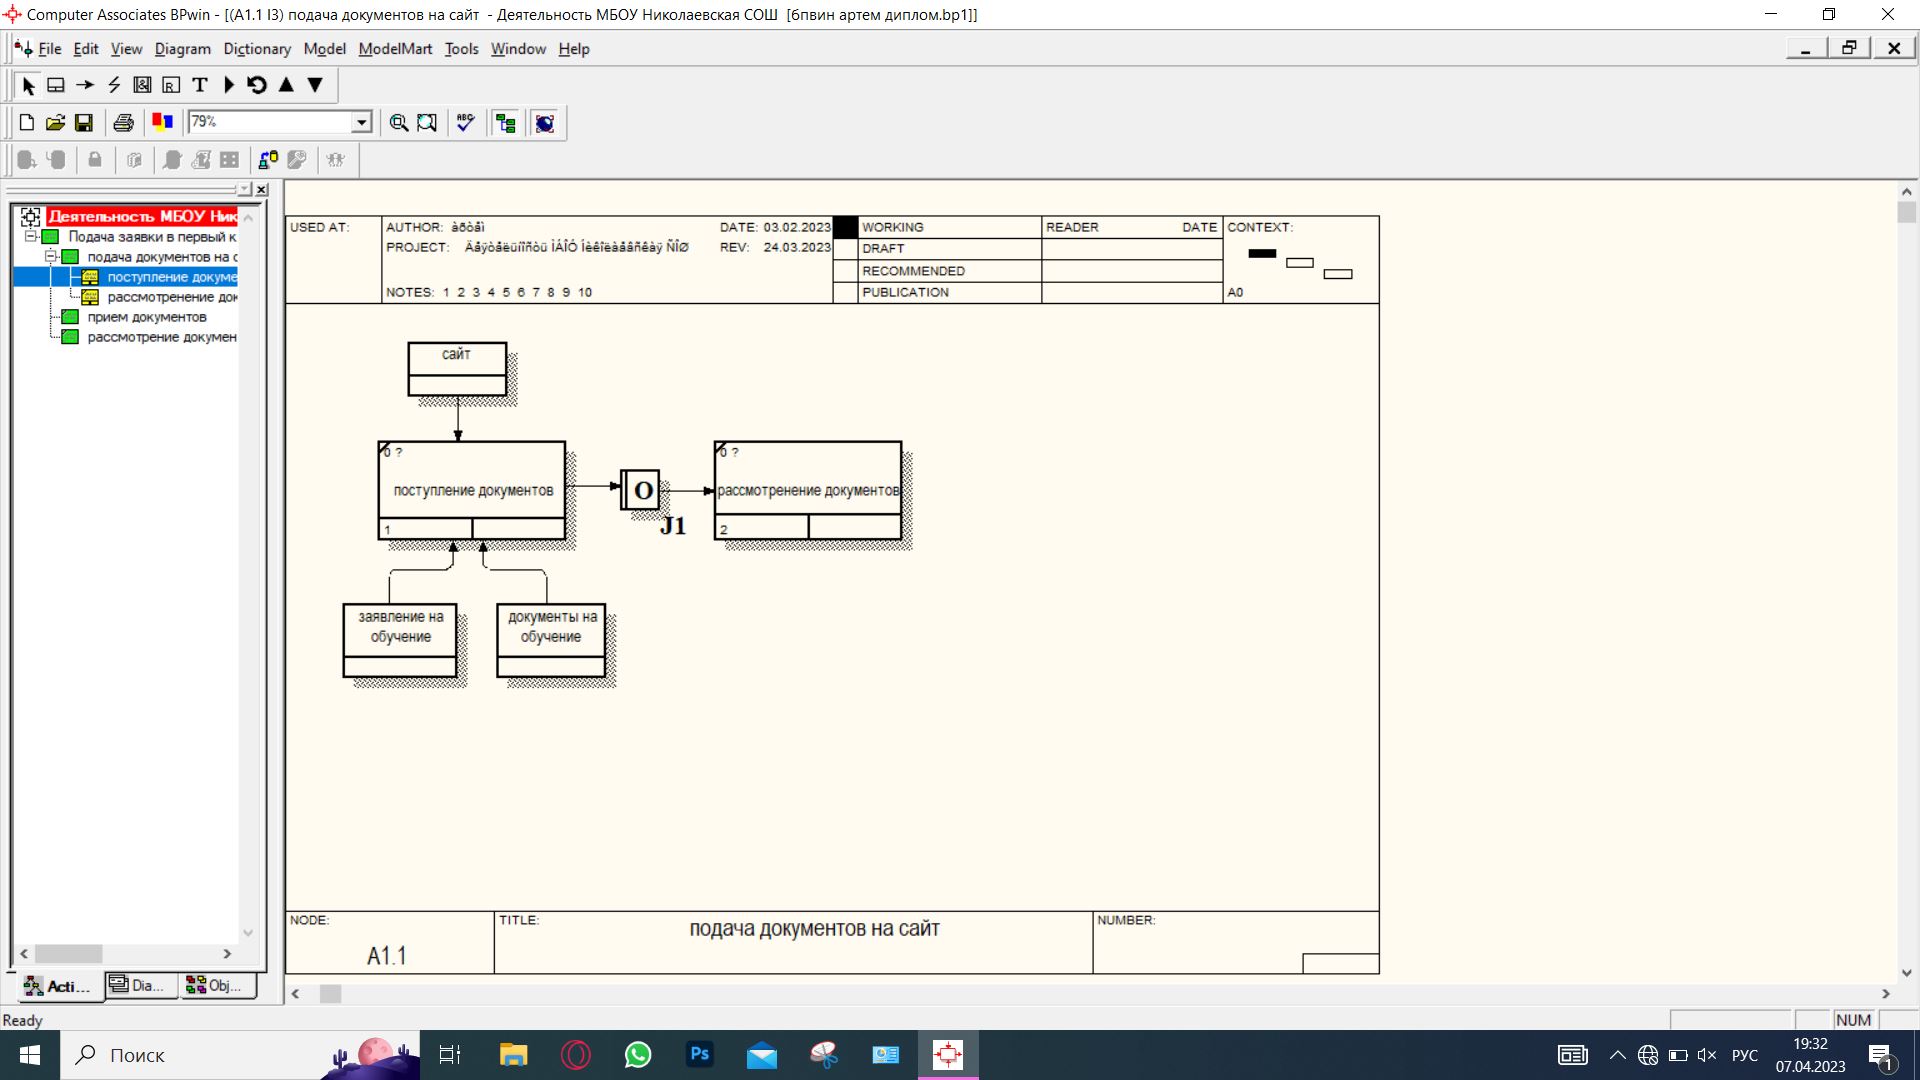 Computer Associates BPwin - [(A1.1 I3) подача документов на сайт - Деятельность МБОУ Николаевская СОШ [бпвин артем диплом.bp1]]
File Edit View Diagram Dictionary Model ModelMart Tools Window Help
79%
Деятельность МБОУ Ник
Подача заявки в первый к
подача документов на с
поступление докуме
рассмотренение док
прием документов
рассмотрение докумен
Acti... Dia... Obj...
USED AT:
AUTHOR: àðòåì
DATE: 03.02.2023
PROJECT: Äåÿòåëüíîñòü ÌÁÎÓ Íèêîëàåâñêàÿ ÑÎØ
REV: 24.03.2023
NOTES: 1 2 3 4 5 6 7 8 9 10
WORKING
DRAFT
RECOMMENDED
PUBLICATION
READER DATE
CONTEXT:
A0
сайт
0 ?
поступление документов
1
O
J1
0 ?
рассмотренение документов
2
заявление на
обучение
документы на
обучение
NODE:
A1.1
TITLE:
подача документов на сайт
NUMBER:
Ready
NUM
Поиск
Ps
РУС
19:32
07.04.2023
1